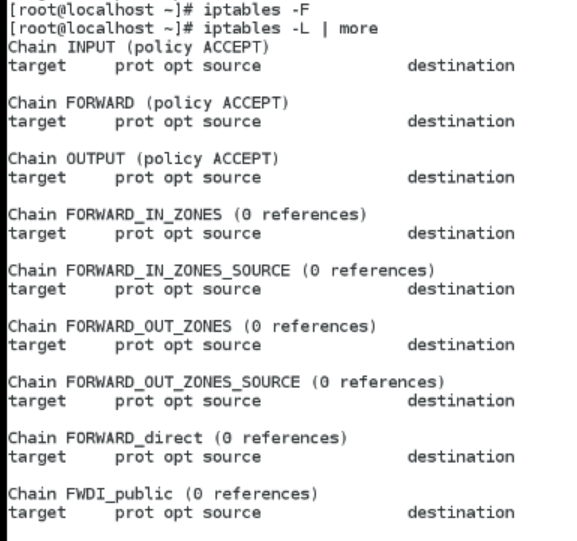 [root@localhost ~]# iptables -F
[root@localhost ~]# iptables -L | more
Chain INPUT (policy ACCEPT)
target     prot opt source               destination
Chain FORWARD (policy ACCEPT)
target     prot opt source               destination
Chain OUTPUT (policy ACCEPT)
target     prot opt source               destination
Chain FORWARD_IN_ZONES (0 references)
target     prot opt source               destination
Chain FORWARD_IN_ZONES_SOURCE (0 references)
target     prot opt source               destination
Chain FORWARD_OUT_ZONES (0 references)
target     prot opt source               destination
Chain FORWARD_OUT_ZONES_SOURCE (0 references)
target     prot opt source               destination
Chain FORWARD_direct (0 references)
target     prot opt source               destination
Chain FWDI_public (0 references)
target     prot opt source               destination